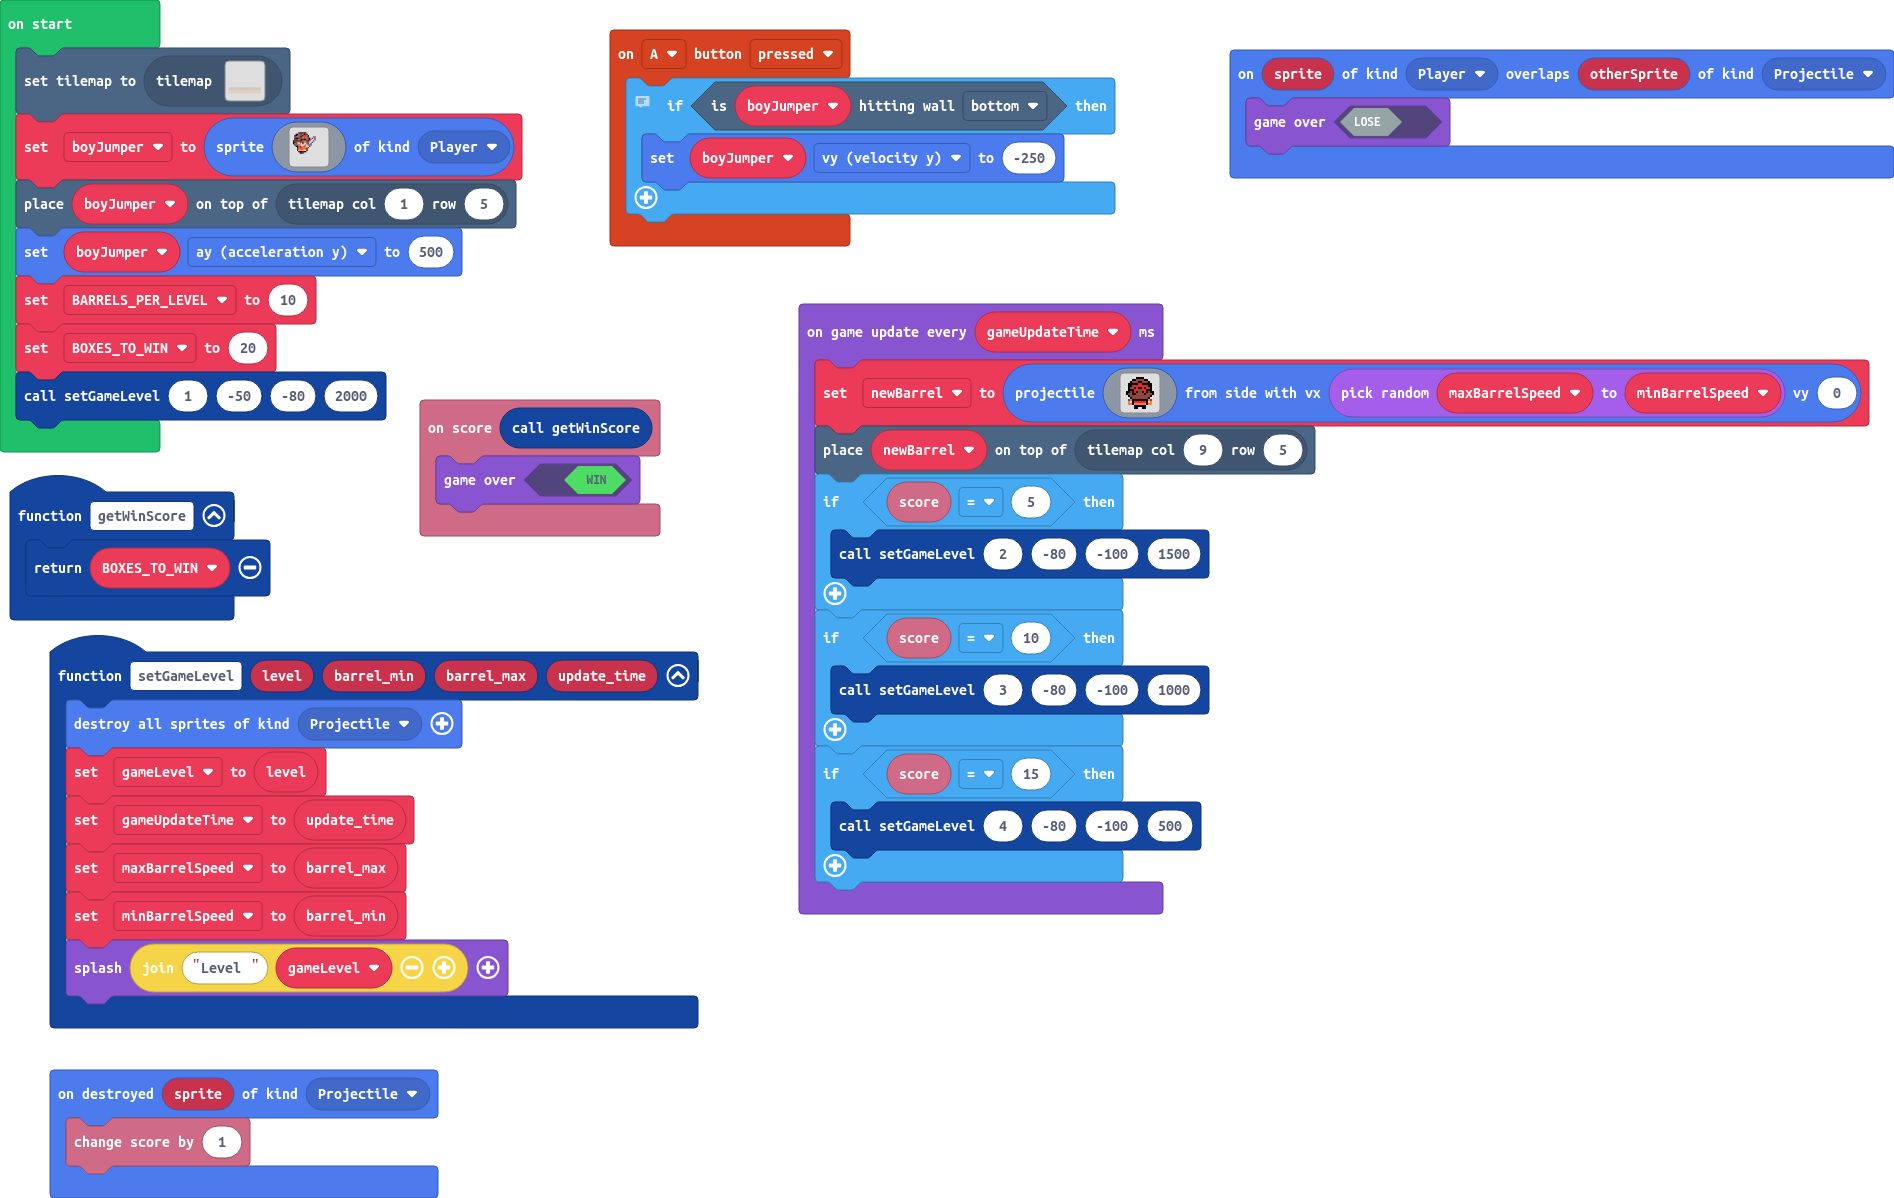 on start
set tilemap to tilemap
set boyJumper to sprite of kind Player
place boyJumper on top of tilemap col 1 row 5
set boyJumper ay (acceleration y) to 500
set BARRELS_PER_LEVEL to 10
set BOXES_TO_WIN to 20
call setGameLevel 1 -50 -80 2000
on A button pressed
if is boyJumper hitting wall bottom then
set boyJumper vy (velocity y) to -250
on sprite of kind Player overlaps otherSprite of kind Projectile
game over LOSE
on score call getWinScore
game over WIN
function getWinScore
return BOXES_TO_WIN
on game update every gameUpdateTime ms
set newBarrel to projectile from side with vx pick random maxBarrelSpeed to minBarrelSpeed vy 0
place newBarrel on top of tilemap col 9 row 5
if score = 5 then
call setGameLevel 2 -80 -100 1500
if score = 10 then
call setGameLevel 3 -80 -100 1000
if score = 15 then
call setGameLevel 4 -80 -100 500
function setGameLevel level barrel_min barrel_max update_time
destroy all sprites of kind Projectile
set gameLevel to level
set gameUpdateTime to update_time
set maxBarrelSpeed to barrel_max
set minBarrelSpeed to barrel_min
splash join "Level " gameLevel
on destroyed sprite of kind Projectile
change score by 1